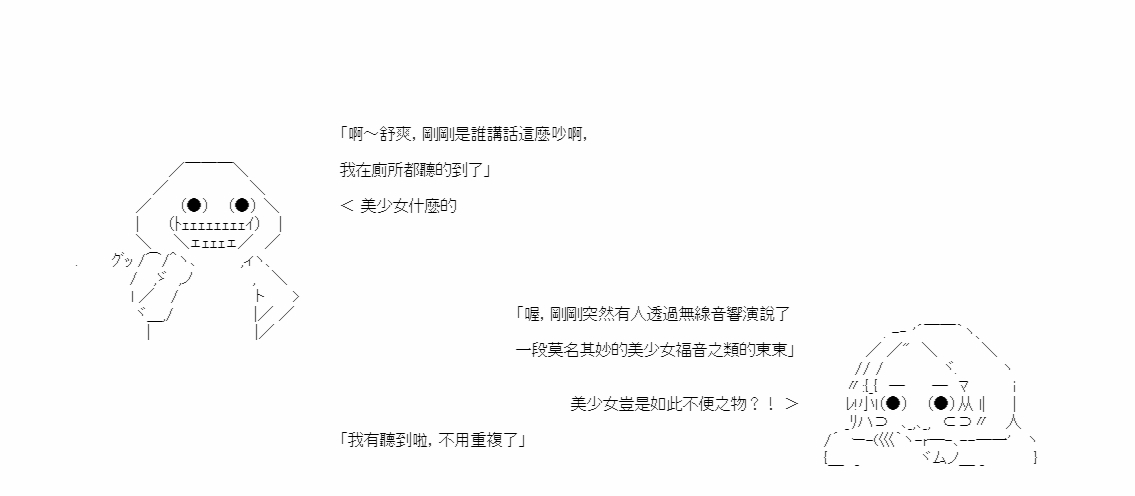 「啊～舒爽, 剛剛是誰講話這麼吵啊,
我在廁所都聽的到了」
＜ 美少女什麼的
グッ
「喔, 剛剛突然有人透過無線音響演說了
一段莫名其妙的美少女福音之類的東東」
美少女豈是如此不便之物？！ ＞
「我有聽到啦, 不用重複了」